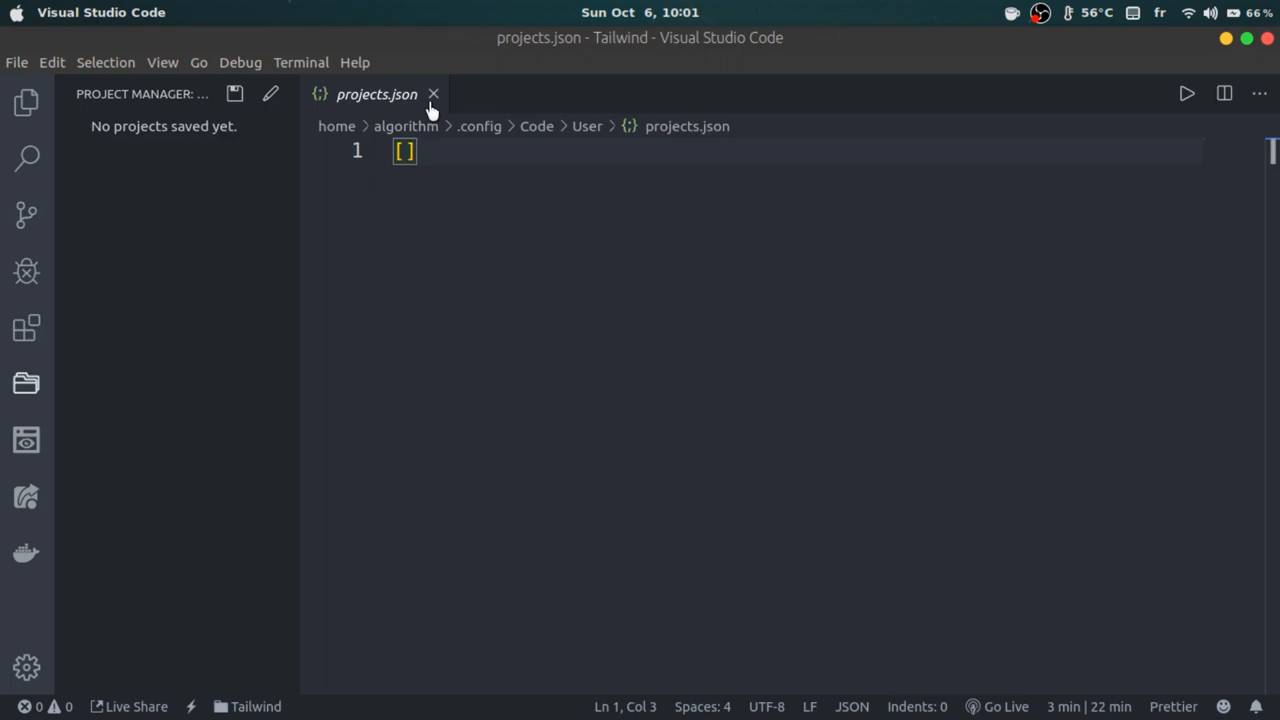 Visual Studio Code
Sun Oct 6, 10:01
56°C fr 66%
projects.json - Tailwind - Visual Studio Code
File Edit Selection View Go Debug Terminal Help
PROJECT MANAGER: ...
projects.json
No projects saved yet.
home > algorithm > .config > Code > User > {;} projects.json
1 []
0 0 Live Share Tailwind Ln 1, Col 3 Spaces: 4 UTF-8 LF JSON Indents: 0 Go Live 3 min | 22 min Prettier